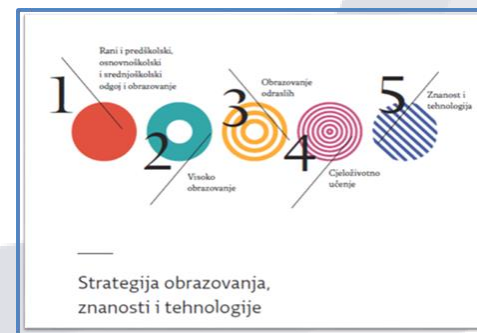 1
Rani i predškolski,
osnovnoškolski
i srednjoškolski
odgoj i obrazovanje
2
Visoko
obrazovanje
3
Obrazovanje
odraslih
4
Cjeloživotno
učenje
5
Znanost i
tehnologija
Strategija obrazovanja,
znanosti i tehnologije